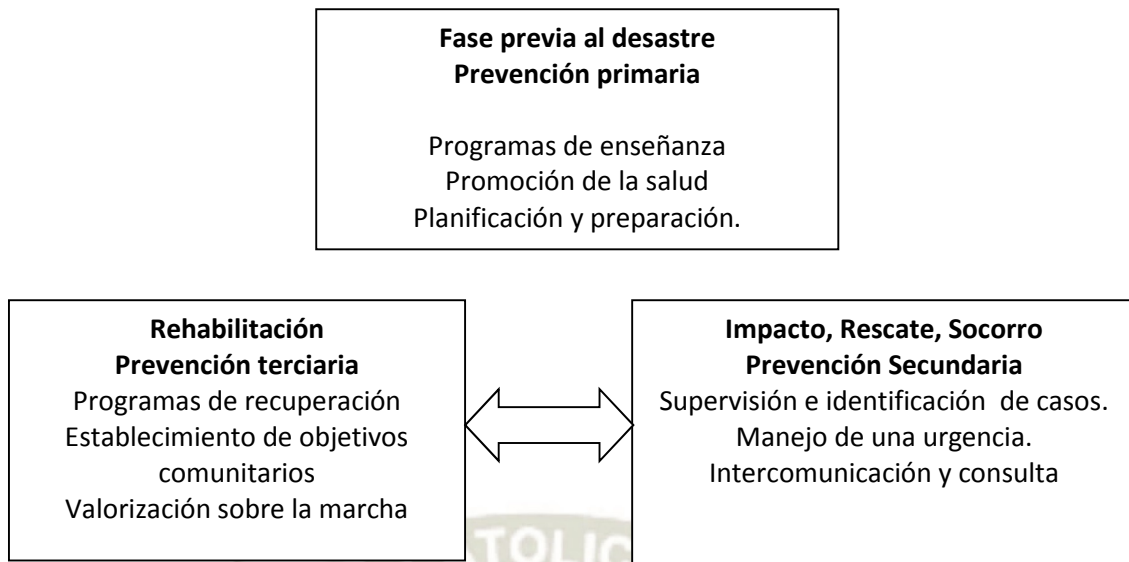 Fase previa al desastre
Prevención primaria
Programas de enseñanza
Promoción de la salud
Planificación y preparación.
Rehabilitación
Prevención terciaria
Programas de recuperación
Establecimiento de objetivos
comunitarios
Valorización sobre la marcha
Impacto, Rescate, Socorro
Prevención Secundaria
Supervisión e identificación  de casos.
Manejo de una urgencia.
Intercomunicación y consulta